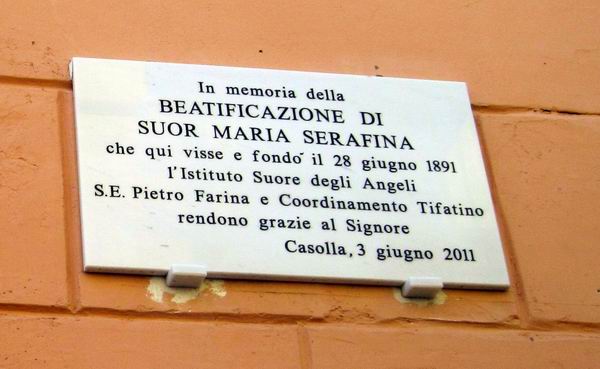 In memoria della
BEATIFICAZIONE DI
SUOR MARIA SERAFINA
che qui visse e fondò il 28 giugno 1891
l'Istituto Suore degli Angeli
S.E. Pietro Farina e Coordinamento Tifatino
rendono grazie al Signore
Casolla, 3 giugno 2011